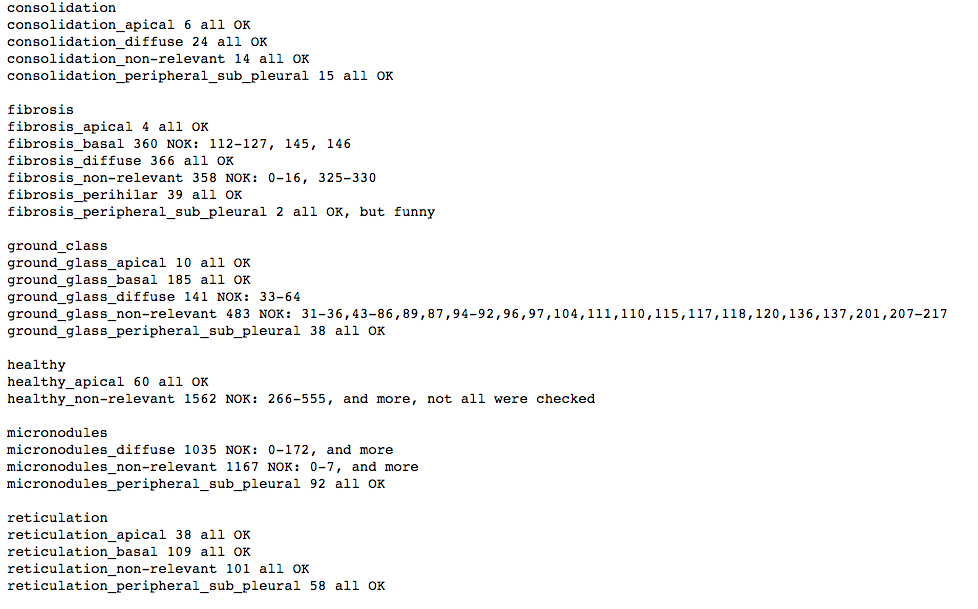 consolidation
consolidation_apical 6 all OK
consolidation_diffuse 24 all OK
consolidation_non-relevant 14 all OK
consolidation_peripheral_sub_pleural 15 all OK
fibrosis
fibrosis_apical 4 all OK
fibrosis_basal 360 NOK: 112-127, 145, 146
fibrosis_diffuse 366 all OK
fibrosis_non-relevant 358 NOK: 0-16, 325-330
fibrosis_perihilar 39 all OK
fibrosis_peripheral_sub_pleural 2 all OK, but funny
ground_class
ground_glass_apical 10 all OK
ground_glass_basal 185 all OK
ground_glass_diffuse 141 NOK: 33-64
ground_glass_non-relevant 483 NOK: 31-36,43-86,89,87,94-92,96,97,104,111,110,115,117,118,120,136,137,201,207-217
ground_glass_peripheral_sub_pleural 38 all OK
healthy
healthy_apical 60 all OK
healthy_non-relevant 1562 NOK: 266-555, and more, not all were checked
micronodules
micronodules_diffuse 1035 NOK: 0-172, and more
micronodules_non-relevant 1167 NOK: 0-7, and more
micronodules_peripheral_sub_pleural 92 all OK
reticulation
reticulation_apical 38 all OK
reticulation_basal 109 all OK
reticulation_non-relevant 101 all OK
reticulation_peripheral_sub_pleural 58 all OK